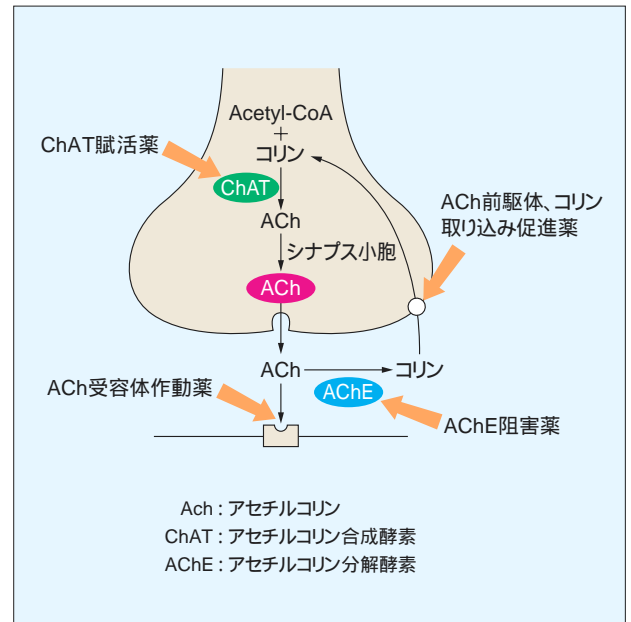 Acetyl-CoA
+
コリン
ChAT賦活薬
ChAT
ACh
シナプス小胞
ACh
ACh前駆体、コリン
取り込み促進薬
ACh
コリン
AChE
ACh受容体作動薬
AChE阻害薬
Ach : アセチルコリン
ChAT : アセチルコリン合成酵素
AChE : アセチルコリン分解酵素